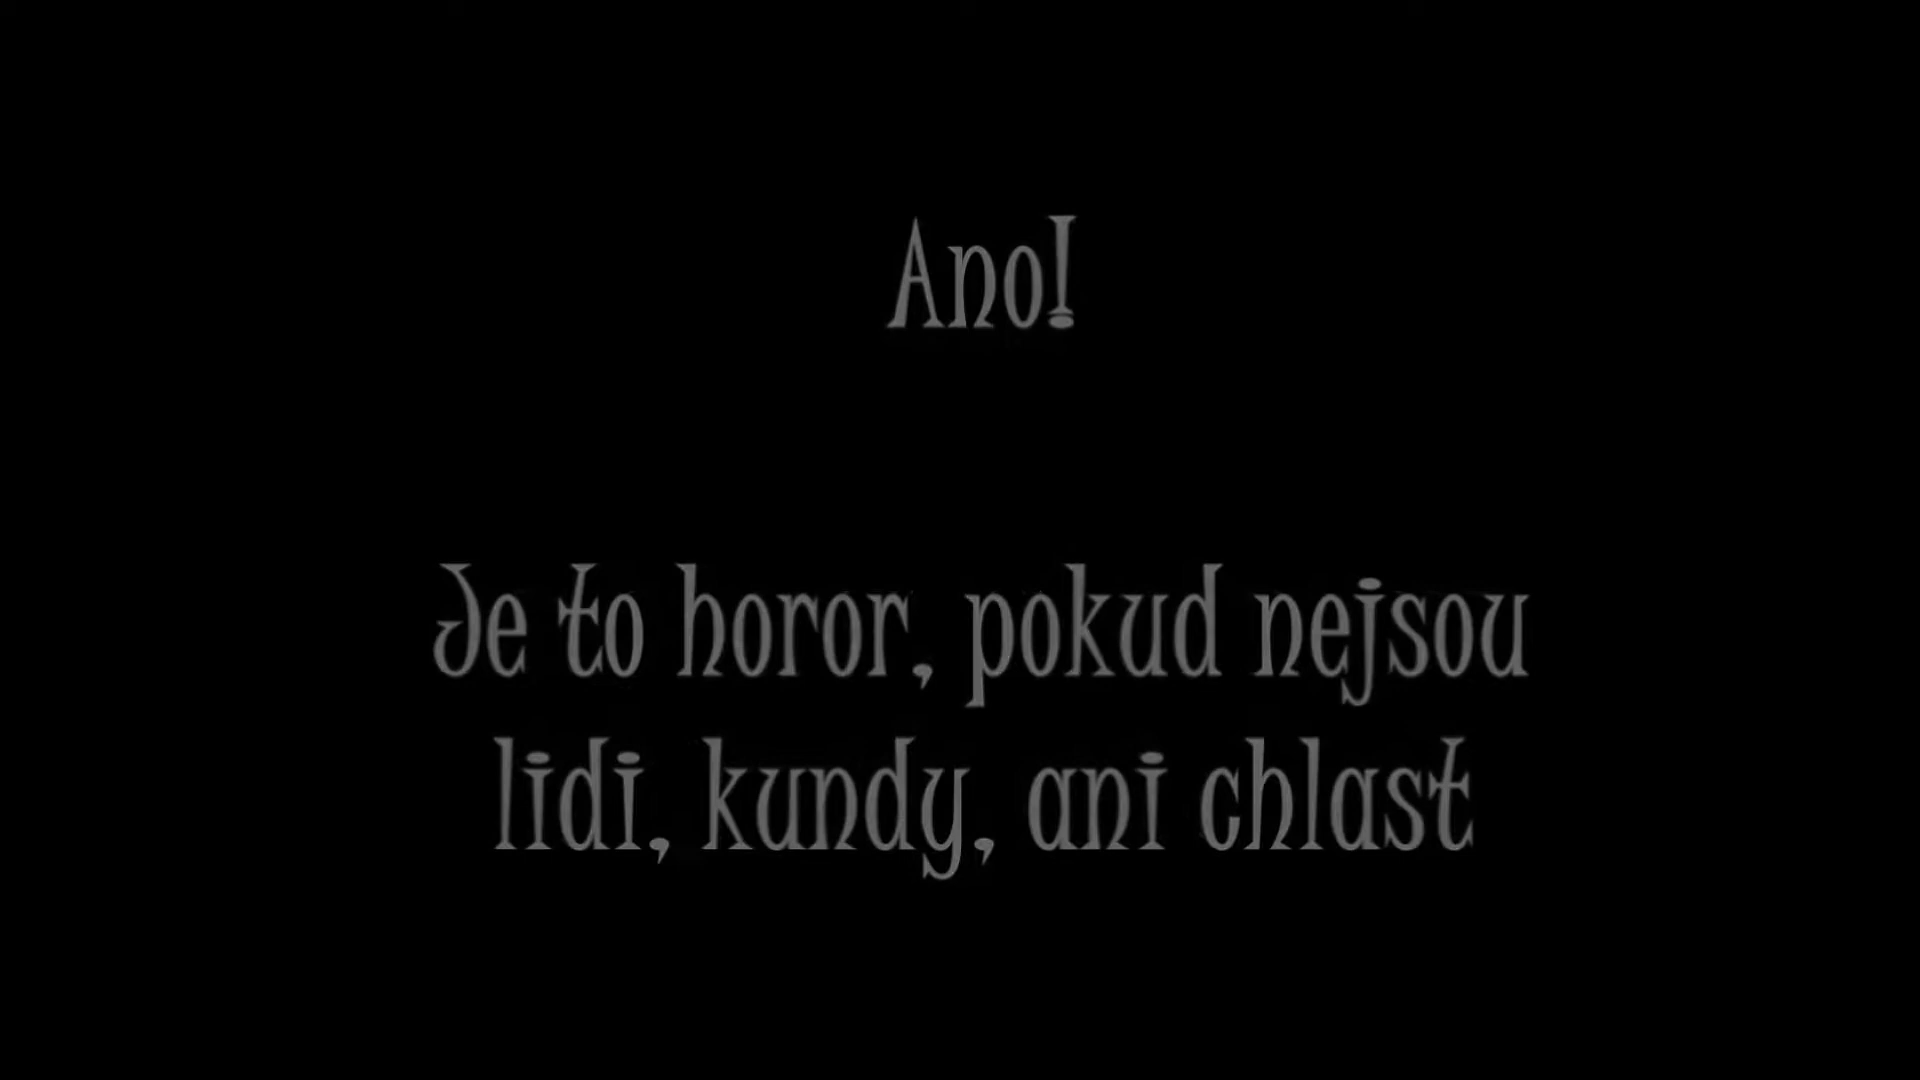 Ano!
Je to horor, pokud nejsou
lidi, kundy, ani chlast